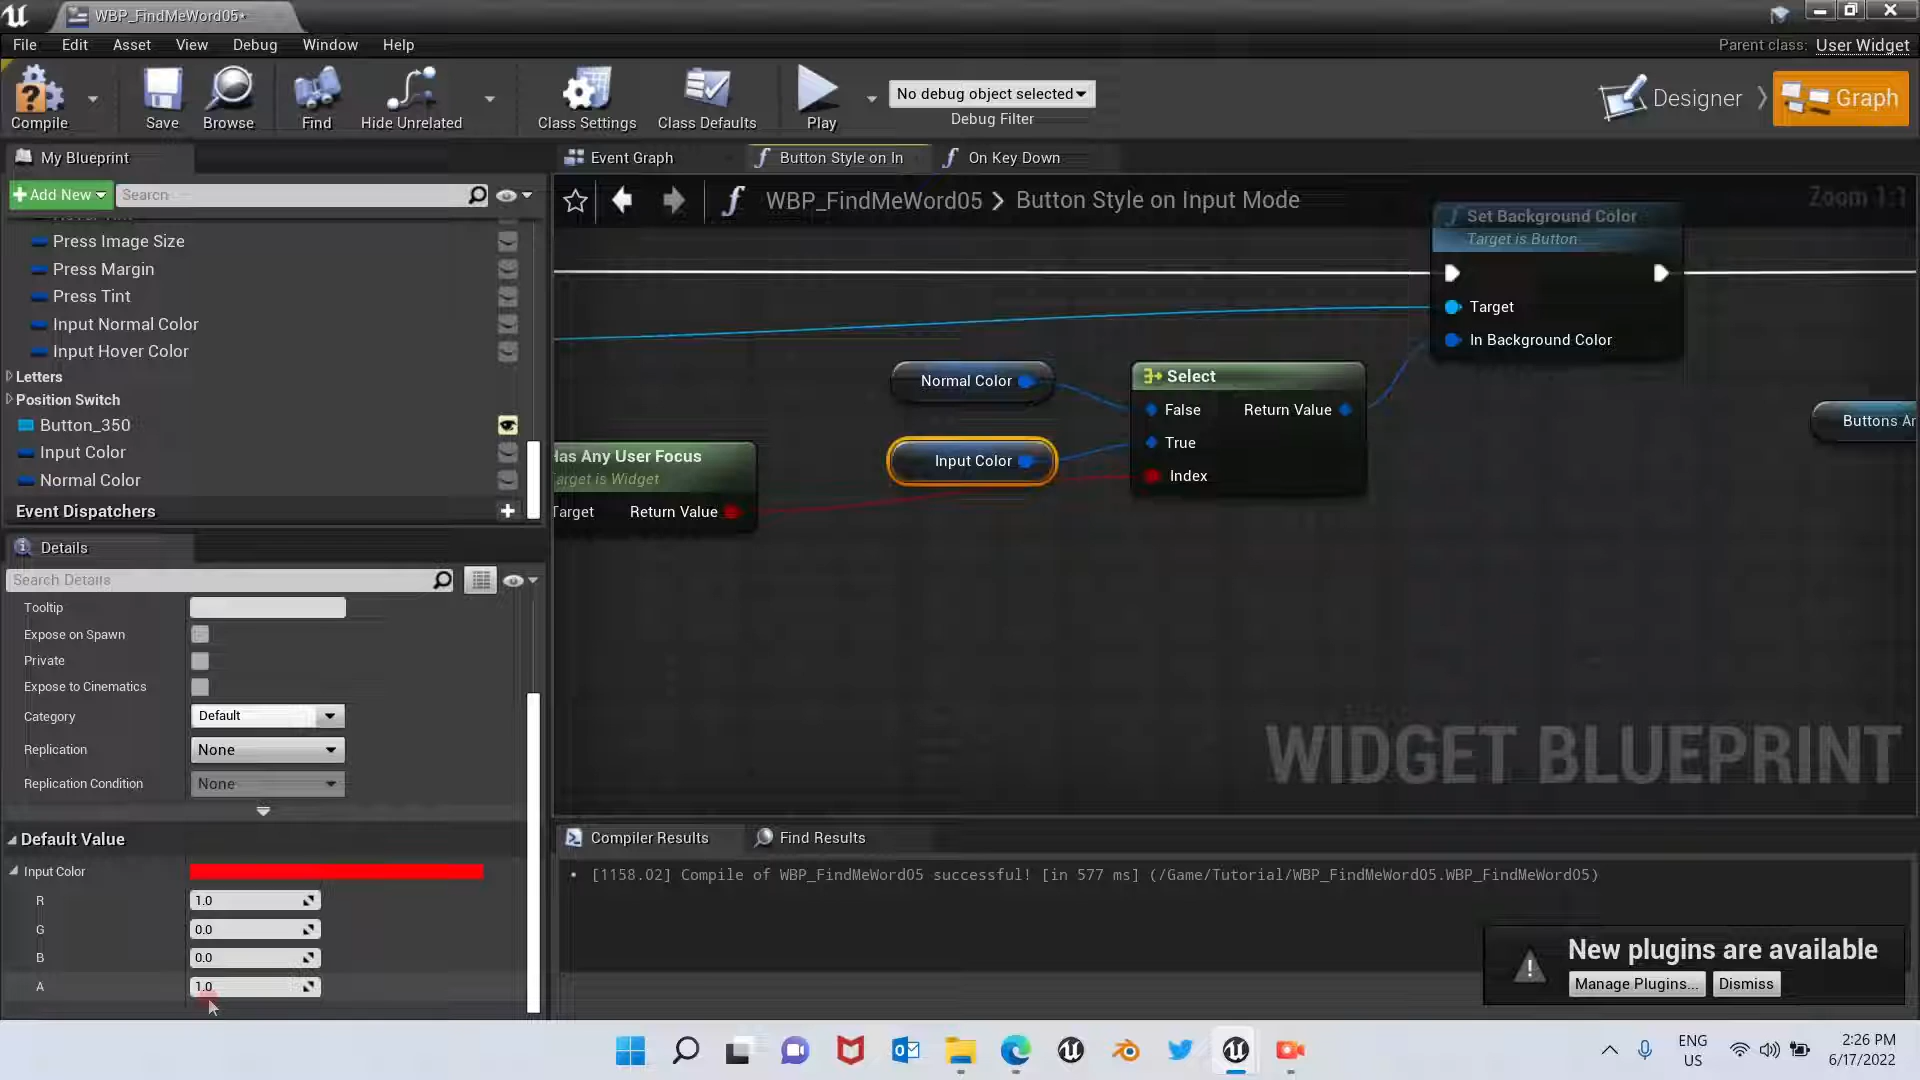 WBP_FindMeWord05*
File Edit Asset View Debug Window Help
Parent class: User Widget
Compile Save Browse Find Hide Unrelated Class Settings Class Defaults Play
No debug object selected
Debug Filter
Designer Graph
My Blueprint
Event Graph Button Style on In On Key Down
Add New Search
WBP_FindMeWord05 > Button Style on Input Mode
Zoom 1:1
Press Image Size
Press Margin
Press Tint
Input Normal Color
Input Hover Color
Letters
Position Switch
Button_350
Input Color
Normal Color
Event Dispatchers
Set Background Color
Target is Button
Target
In Background Color
Normal Color
Input Color
Select
False Return Value
True
Index
Has Any User Focus
Target is Widget
Target Return Value
Buttons Ar
WIDGET BLUEPRINT
Details
Search Details
Tooltip
Expose on Spawn
Private
Expose to Cinematics
Category Default
Replication None
Replication Condition None
Default Value
Input Color
R 1.0
G 0.0
B 0.0
A 1.0
Compiler Results Find Results
• [1158.02] Compile of WBP_FindMeWord05 successful! [in 577 ms] (/Game/Tutorial/WBP_FindMeWord05.WBP_FindMeWord05)
New plugins are available
Manage Plugins... Dismiss
ENG
US
2:26 PM
6/17/2022